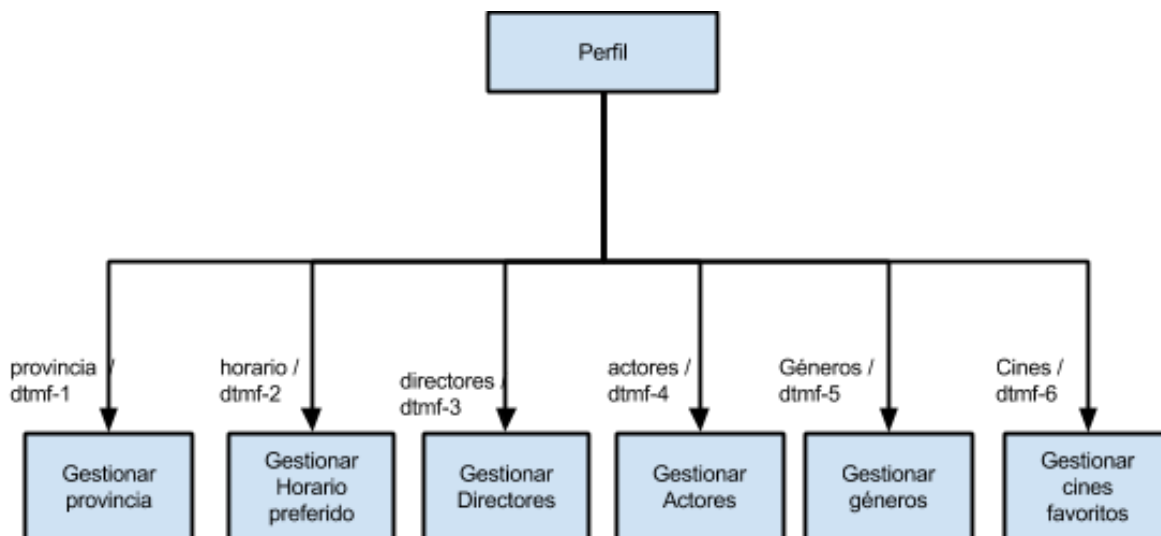 Perfil
provincia /
dtmf-1
horario /
dtmf-2
directores /
dtmf-3
actores /
dtmf-4
Géneros /
dtmf-5
Cines /
dtmf-6
Gestionar
provincia
Gestionar
Horario
preferido
Gestionar
Directores
Gestionar
Actores
Gestionar
géneros
Gestionar
cines
favoritos